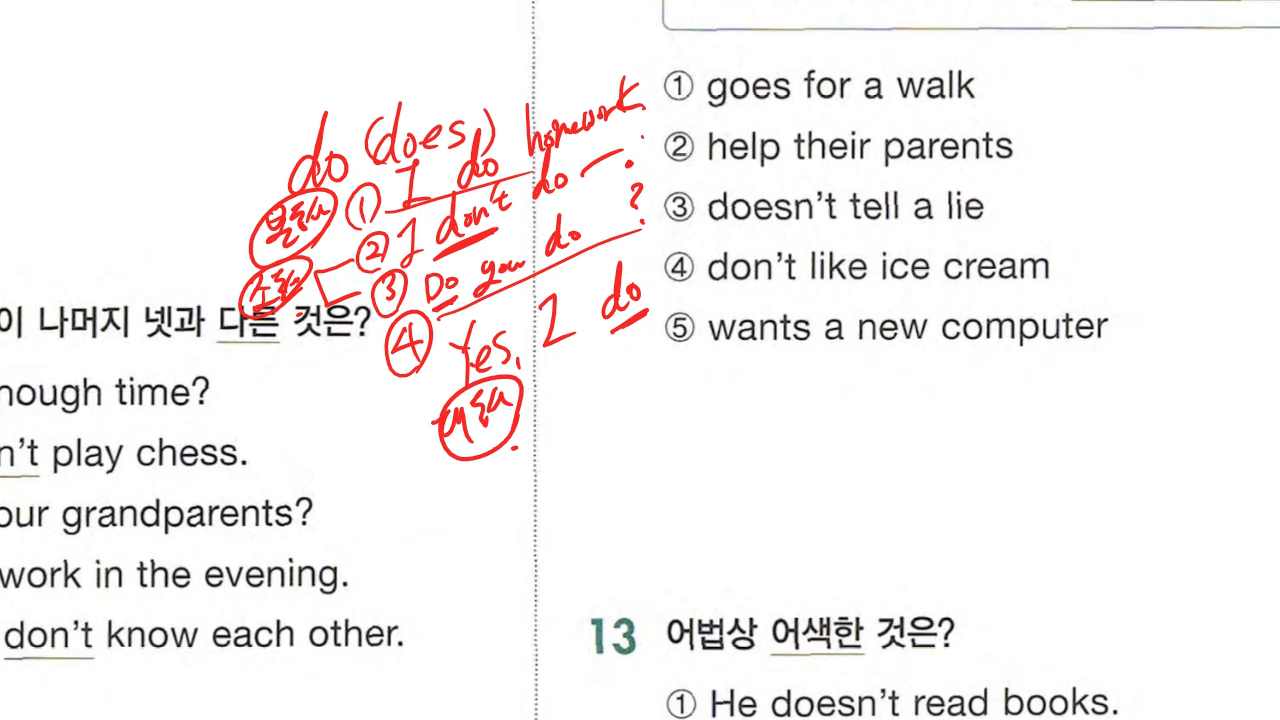 do (does)
본동사 ① I do homework.
조동사 ② I don't do
③ Do you do ?
④ Yes, I do
대동사
이 나머지 넷과 다른 것은?
nough time?
n't play chess.
our grandparents?
work in the evening.
don't know each other.
① goes for a walk
② help their parents
③ doesn't tell a lie
④ don't like ice cream
⑤ wants a new computer
13 어법상 어색한 것은?
① He doesn't read books.